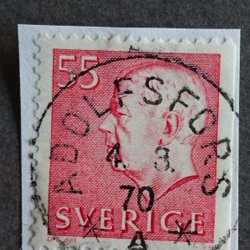 55
ADOLFSFORS
4.8.
70
SVERIGE
* A *